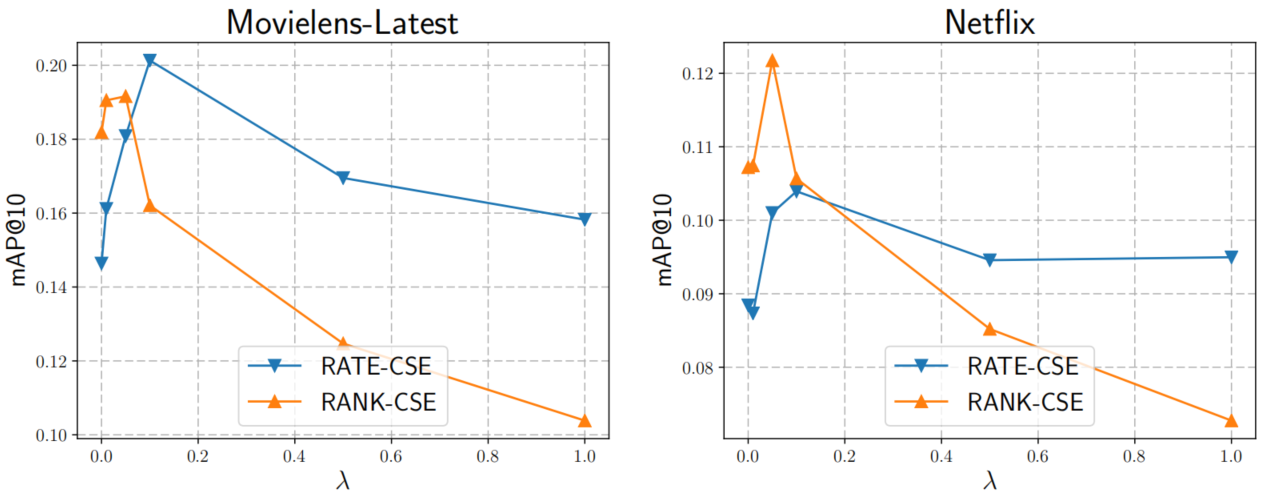 Movielens-Latest
mAP@10
0.20
0.18
0.16
0.14
0.12
0.10
0.0 0.2 0.4 0.6 0.8 1.0
λ
RATE-CSE
RANK-CSE
Netflix
mAP@10
0.12
0.11
0.10
0.09
0.08
0.0 0.2 0.4 0.6 0.8 1.0
λ
RATE-CSE
RANK-CSE